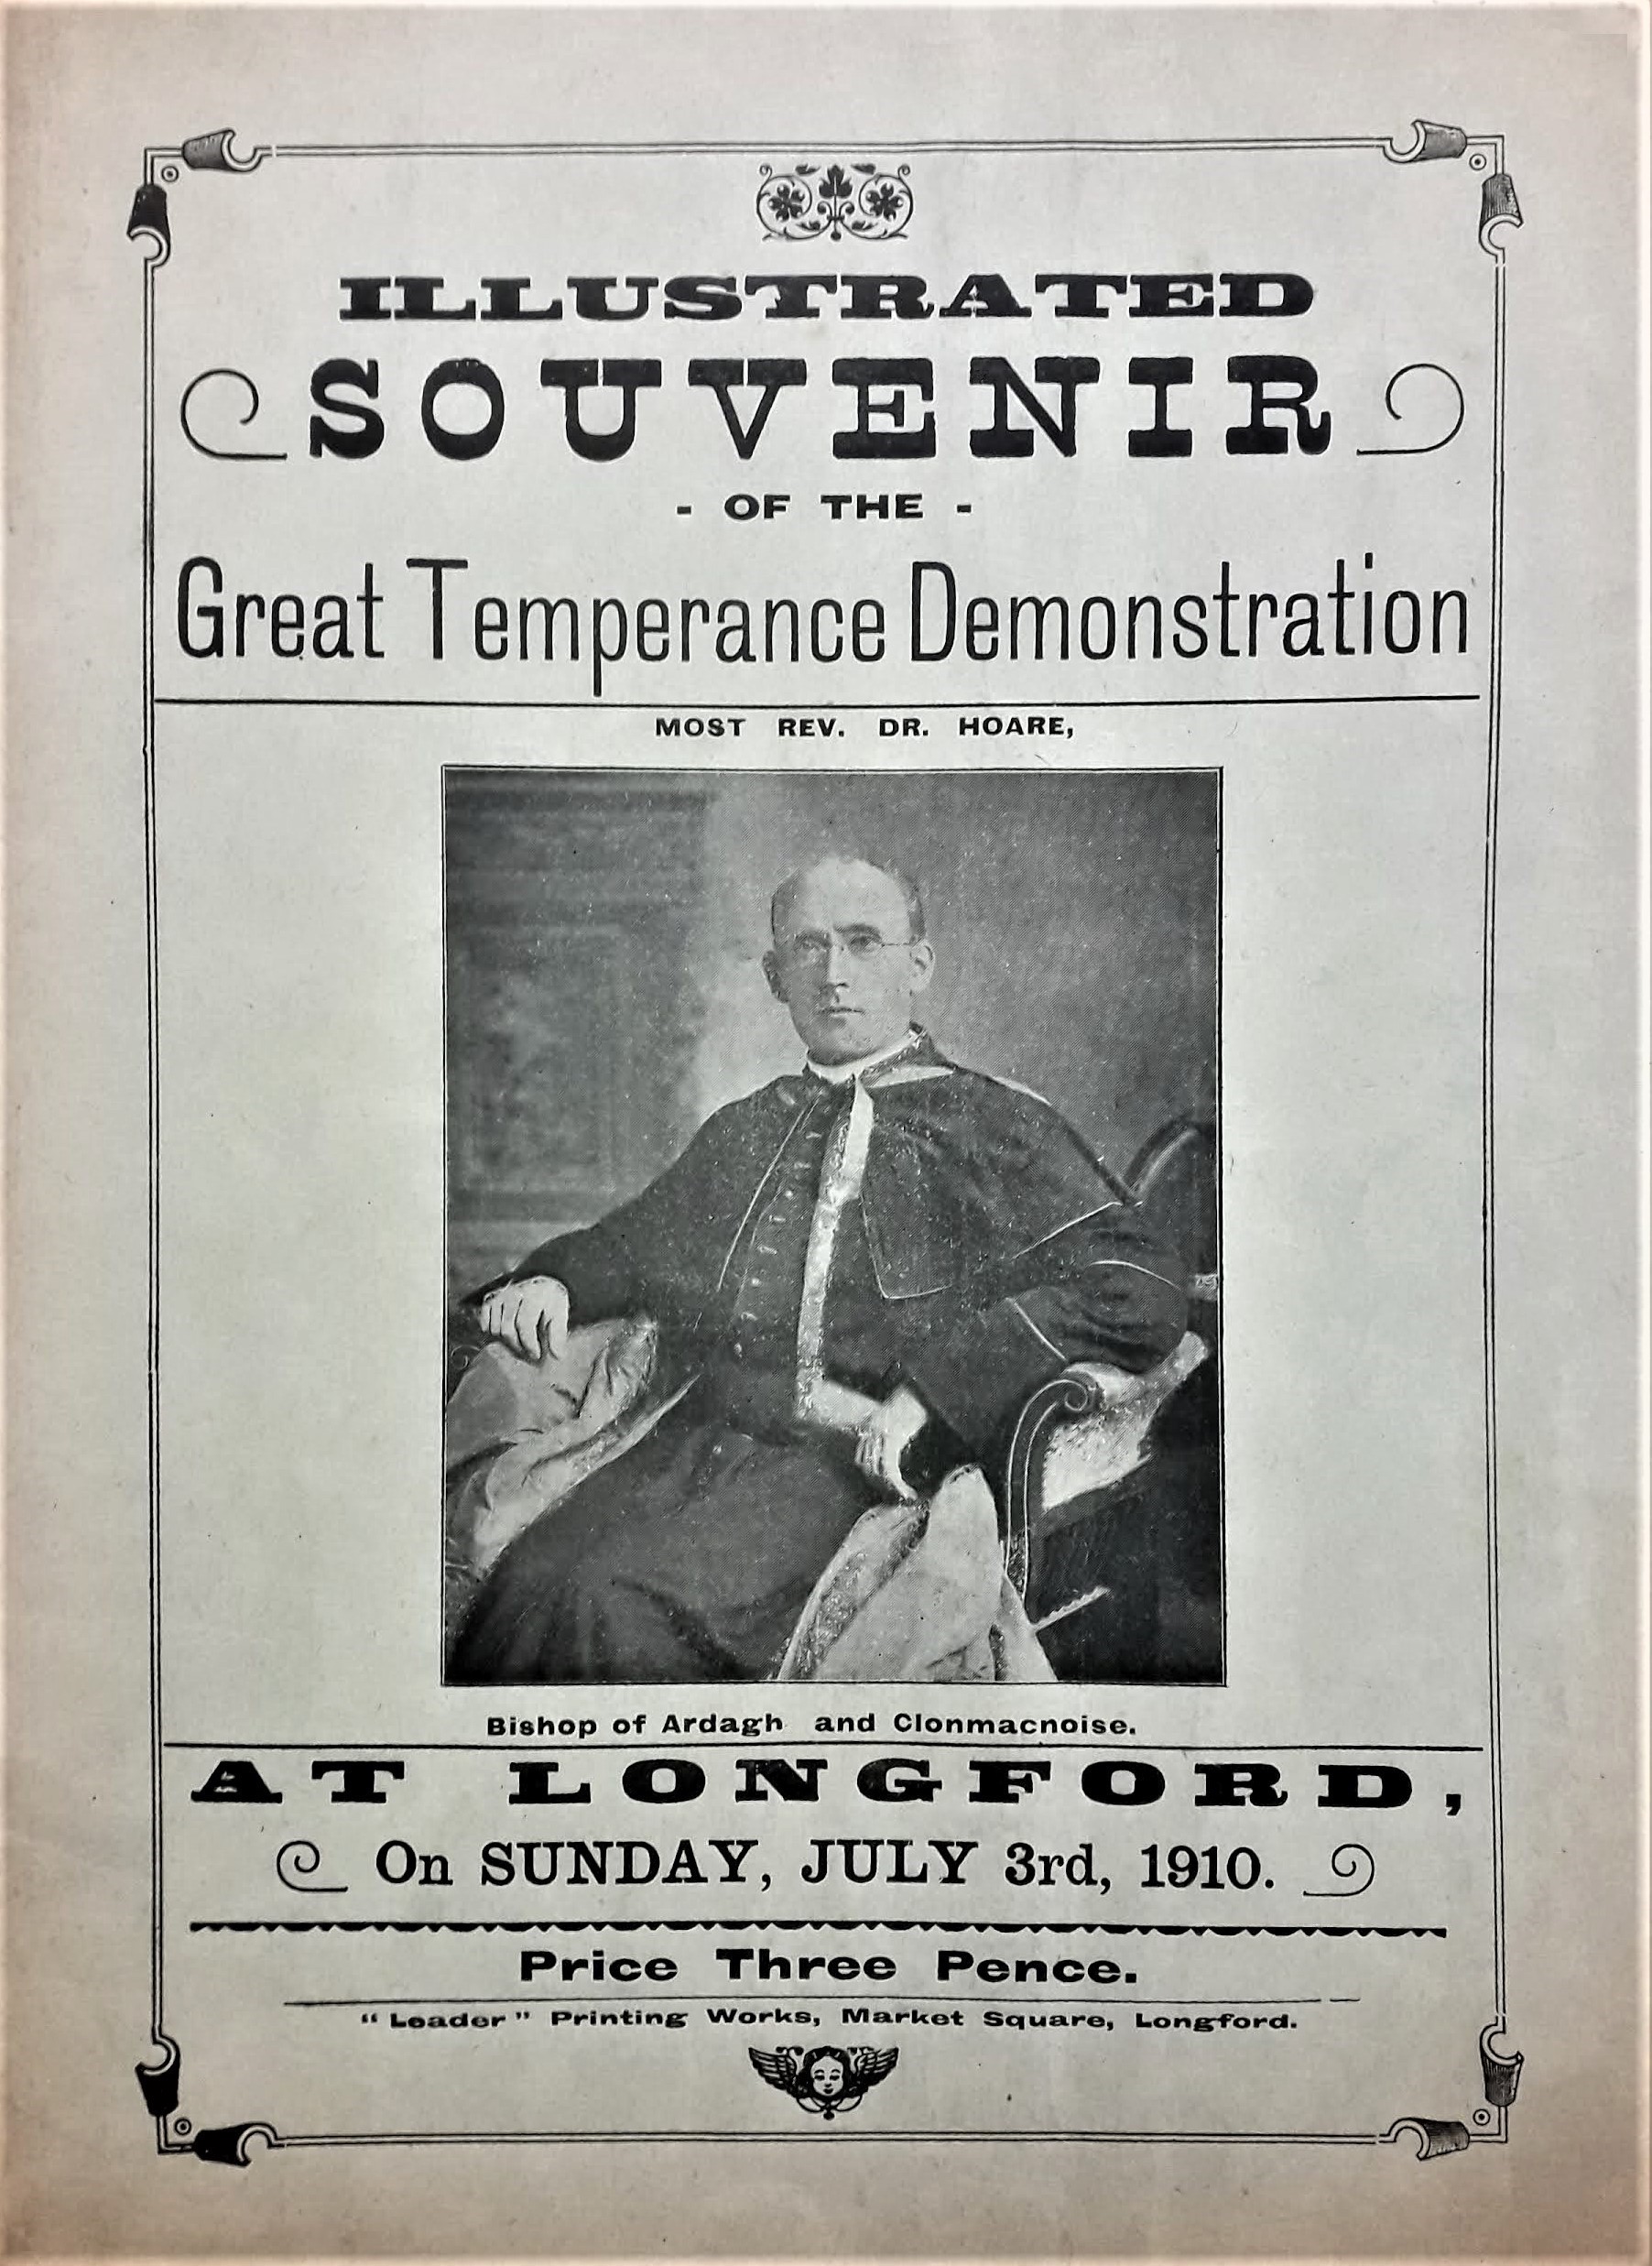 ILLUSTRATED
SOUVENIR
- OF THE -
Great Temperance Demonstration
MOST REV. DR. HOARE,
Bishop of Ardagh and Clonmacnoise.
AT LONGFORD,
On SUNDAY, JULY 3rd, 1910.
Price Three Pence.
“Leader” Printing Works, Market Square, Longford.